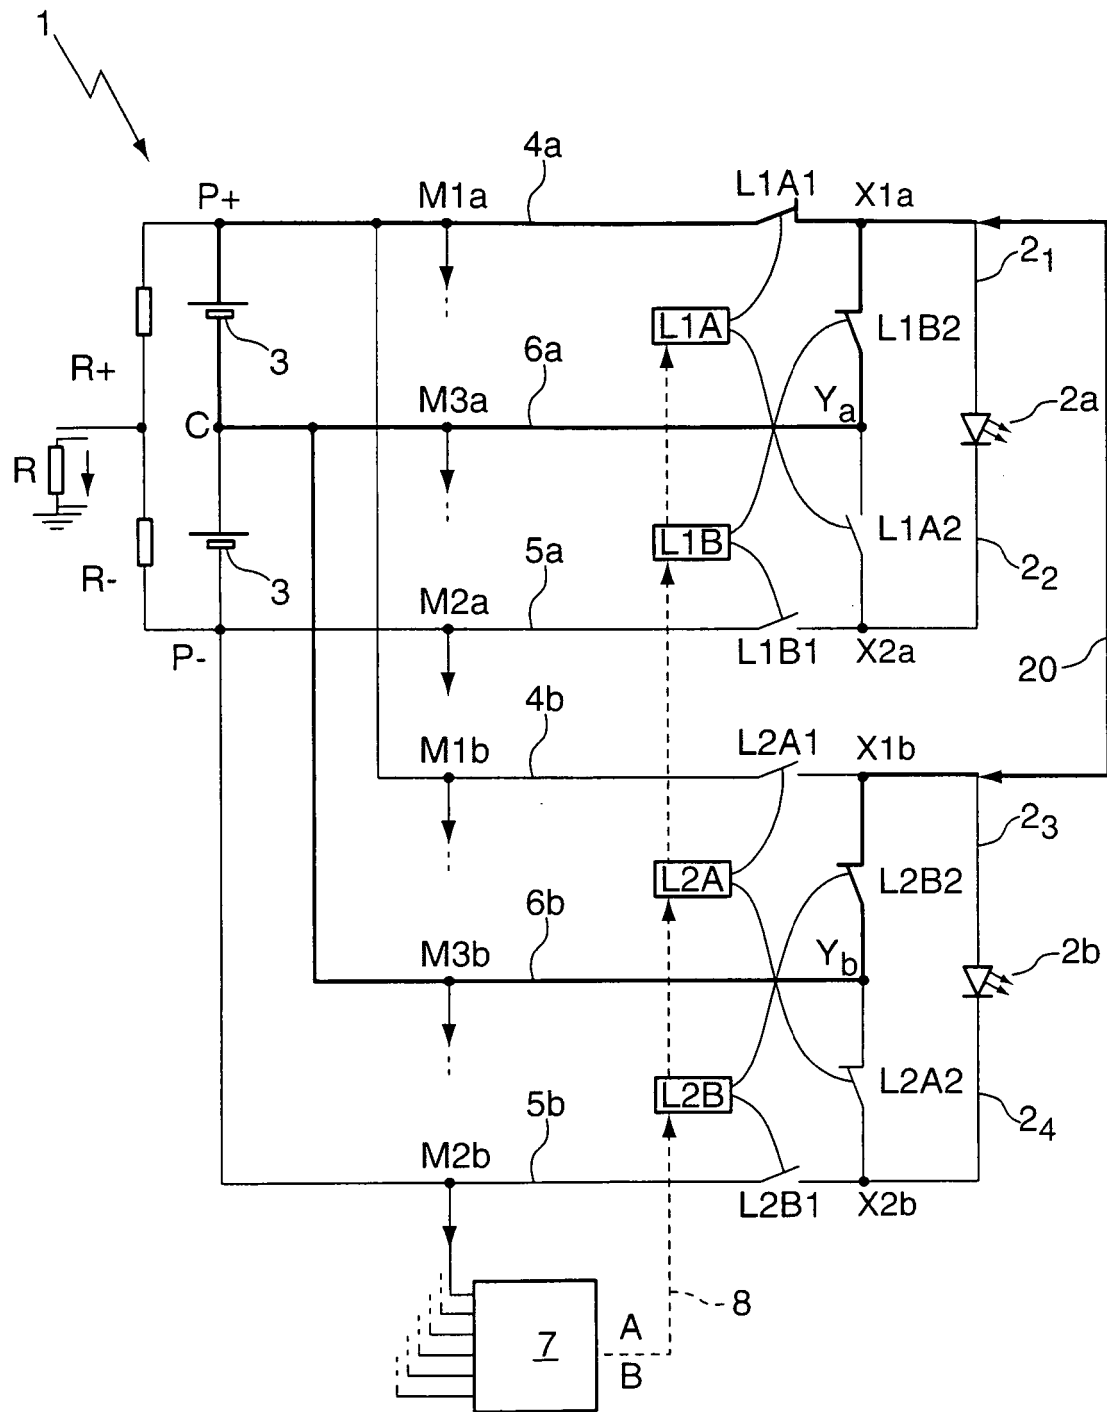 1
4a
P+
M1a
L1A1
X1a
2₁
L1A
L1B2
3
R+
6a
M3a
Yₐ
2a
C
R
L1B
L1A2
2₂
R-
3
5a
M2a
P-
L1B1
X2a
20
4b
M1b
L2A1
X1b
2₃
L2A
L2B2
6b
M3b
Y_b
2b
L2B
L2A2
5b
2₄
M2b
L2B1
X2b
8
A
7
B